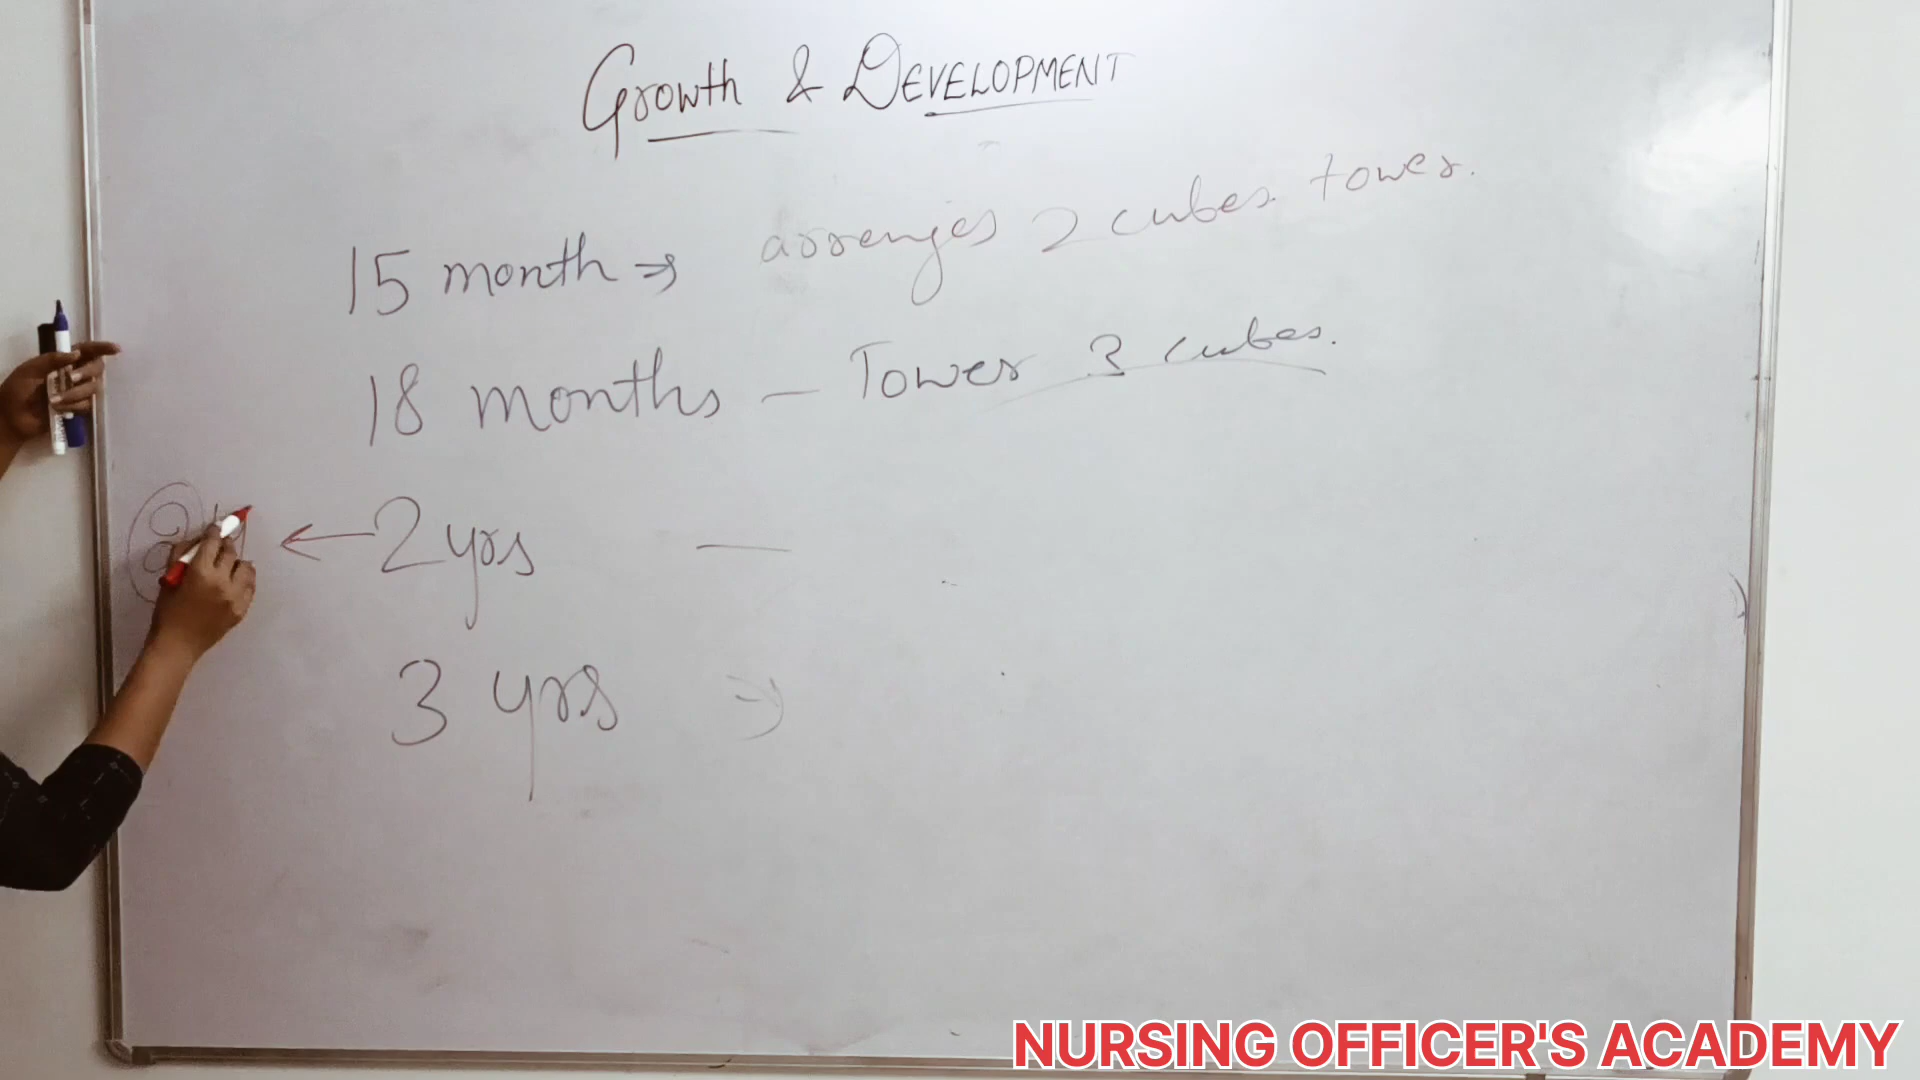 Growth & DEVELOPMENT
15 month ⇒ arranges 2 cubes tower.
18 months – Tower 3 cubes.
← 2 yrs —
3 yrs ⇒
NURSING OFFICER'S ACADEMY